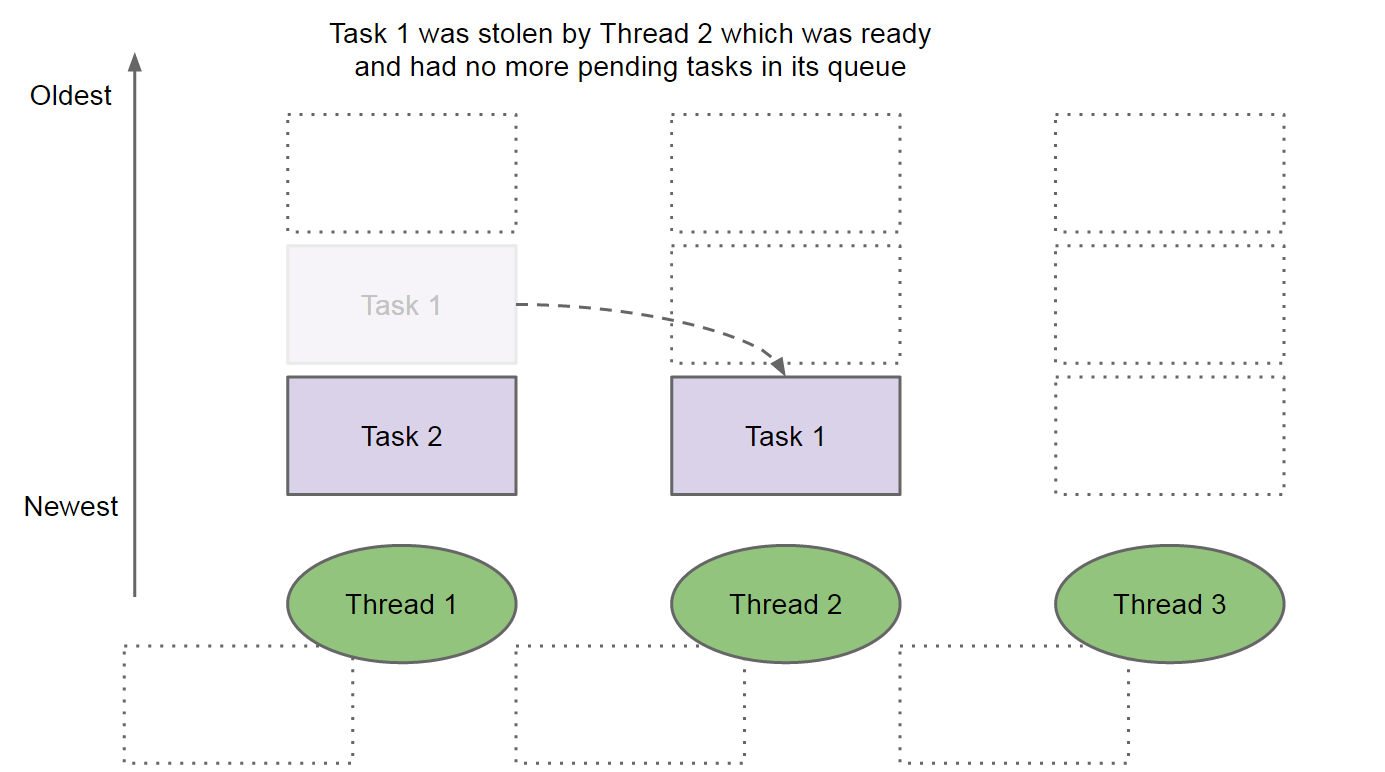 Task 1 was stolen by Thread 2 which was ready
and had no more pending tasks in its queue
Oldest
Task 1
Task 2
Task 1
Newest
Thread 1
Thread 2
Thread 3